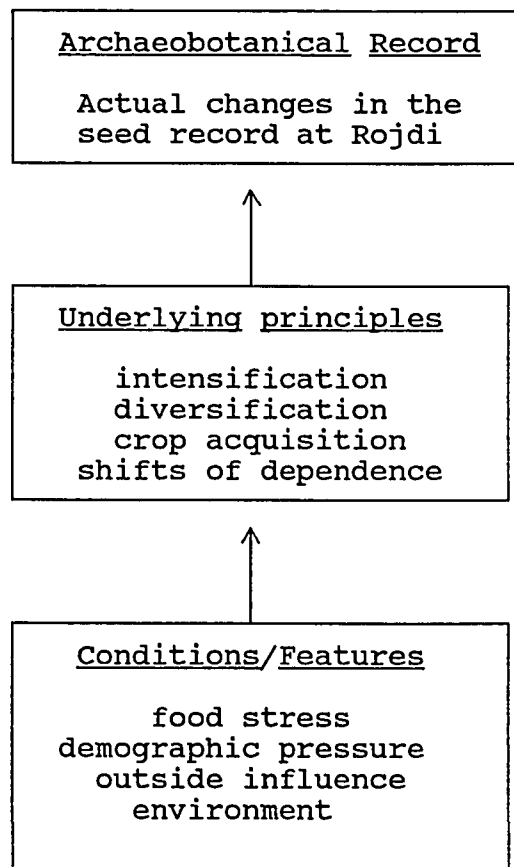 Archaeobotanical Record
Actual changes in the
seed record at Rojdi
Underlying principles
intensification
diversification
crop acquisition
shifts of dependence
Conditions/Features
food stress
demographic pressure
outside influence
environment